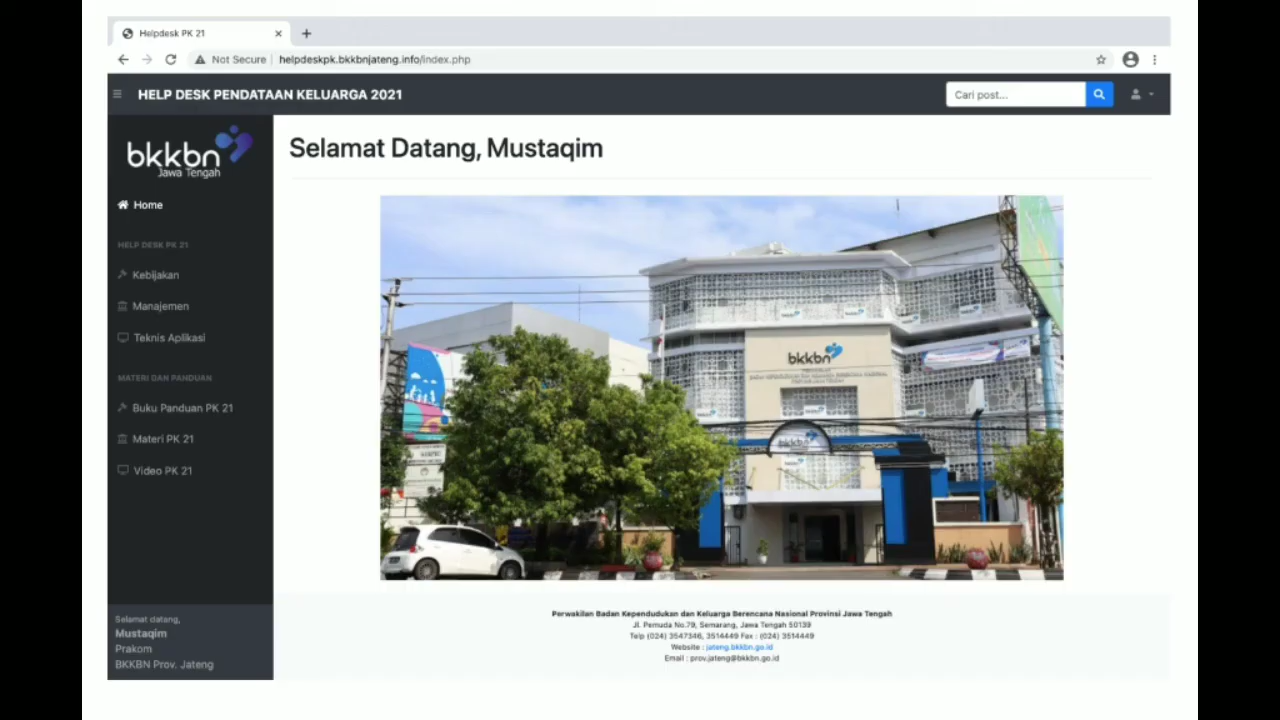 Helpdesk PK 21
Not Secure | helpdeskpk.bkkbnjateng.info/index.php
HELP DESK PENDATAAN KELUARGA 2021
Cari post...
bkkbn
Jawa Tengah
Home
HELP DESK PK 21
Kebijakan
Manajemen
Teknis Aplikasi
MATERI DAN PANDUAN
Buku Panduan PK 21
Materi PK 21
Video PK 21
Selamat datang,
Mustaqim
Prakom
BKKBN Prov. Jateng
Selamat Datang, Mustaqim
bkkbn
bkkbn
Perwakilan Badan Kependudukan dan Keluarga Berencana Nasional Provinsi Jawa Tengah
Jl. Pemuda No.79, Semarang, Jawa Tengah 50139
Telp (024) 3547346, 3514449 Fax : (024) 3514449
Website : jateng.bkkbn.go.id
Email : prov.jateng@bkkbn.go.id